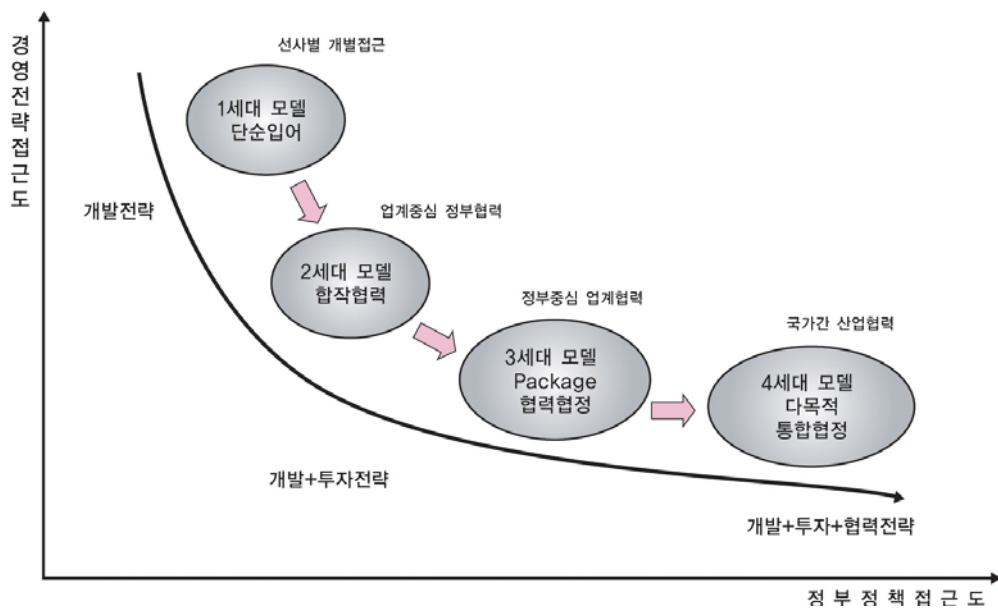 경영전략접근도
선사별 개별접근
1세대 모델
단순입어
개발전략
업계중심 정부협력
2세대 모델
합작협력
정부중심 업계협력
3세대 모델
Package
협력협정
국가간 산업협력
4세대 모델
다목적
통합협정
개발+투자전략
개발+투자+협력전략
정부정책접근도